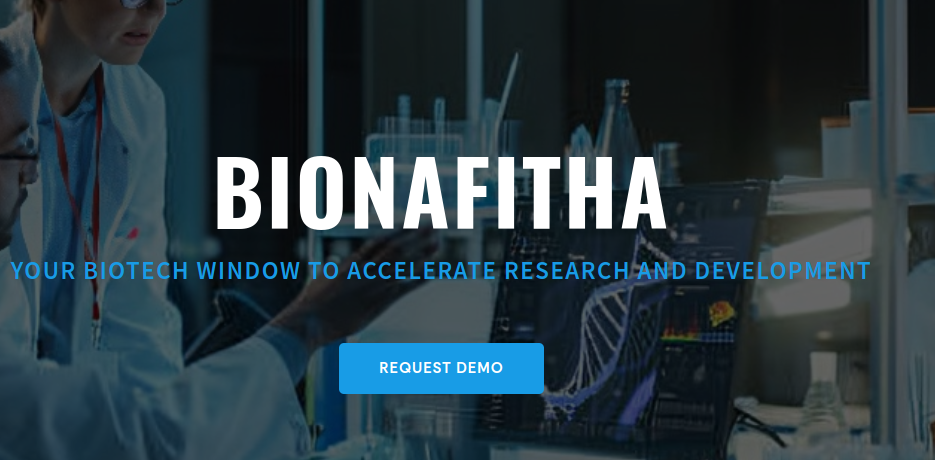 BIONAFITHA
YOUR BIOTECH WINDOW TO ACCELERATE RESEARCH AND DEVELOPMENT
REQUEST DEMO